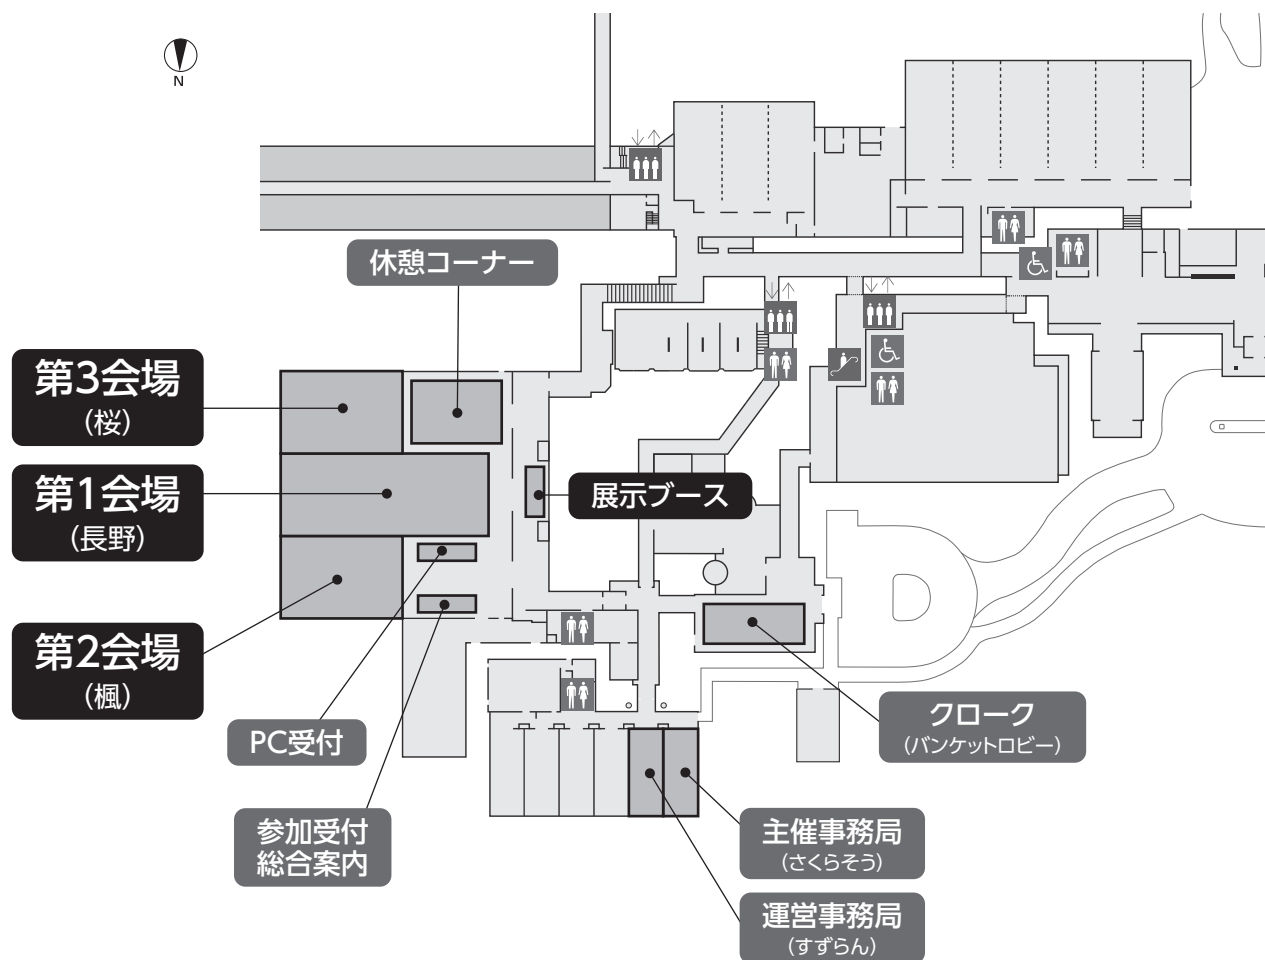 N
休憩コーナー
第3会場
(桜)
第1会場
(長野)
展示ブース
第2会場
(楓)
PC受付
クローク
(バンケットロビー)
参加受付
総合案内
主催事務局
(さくらそう)
運営事務局
(すずらん)